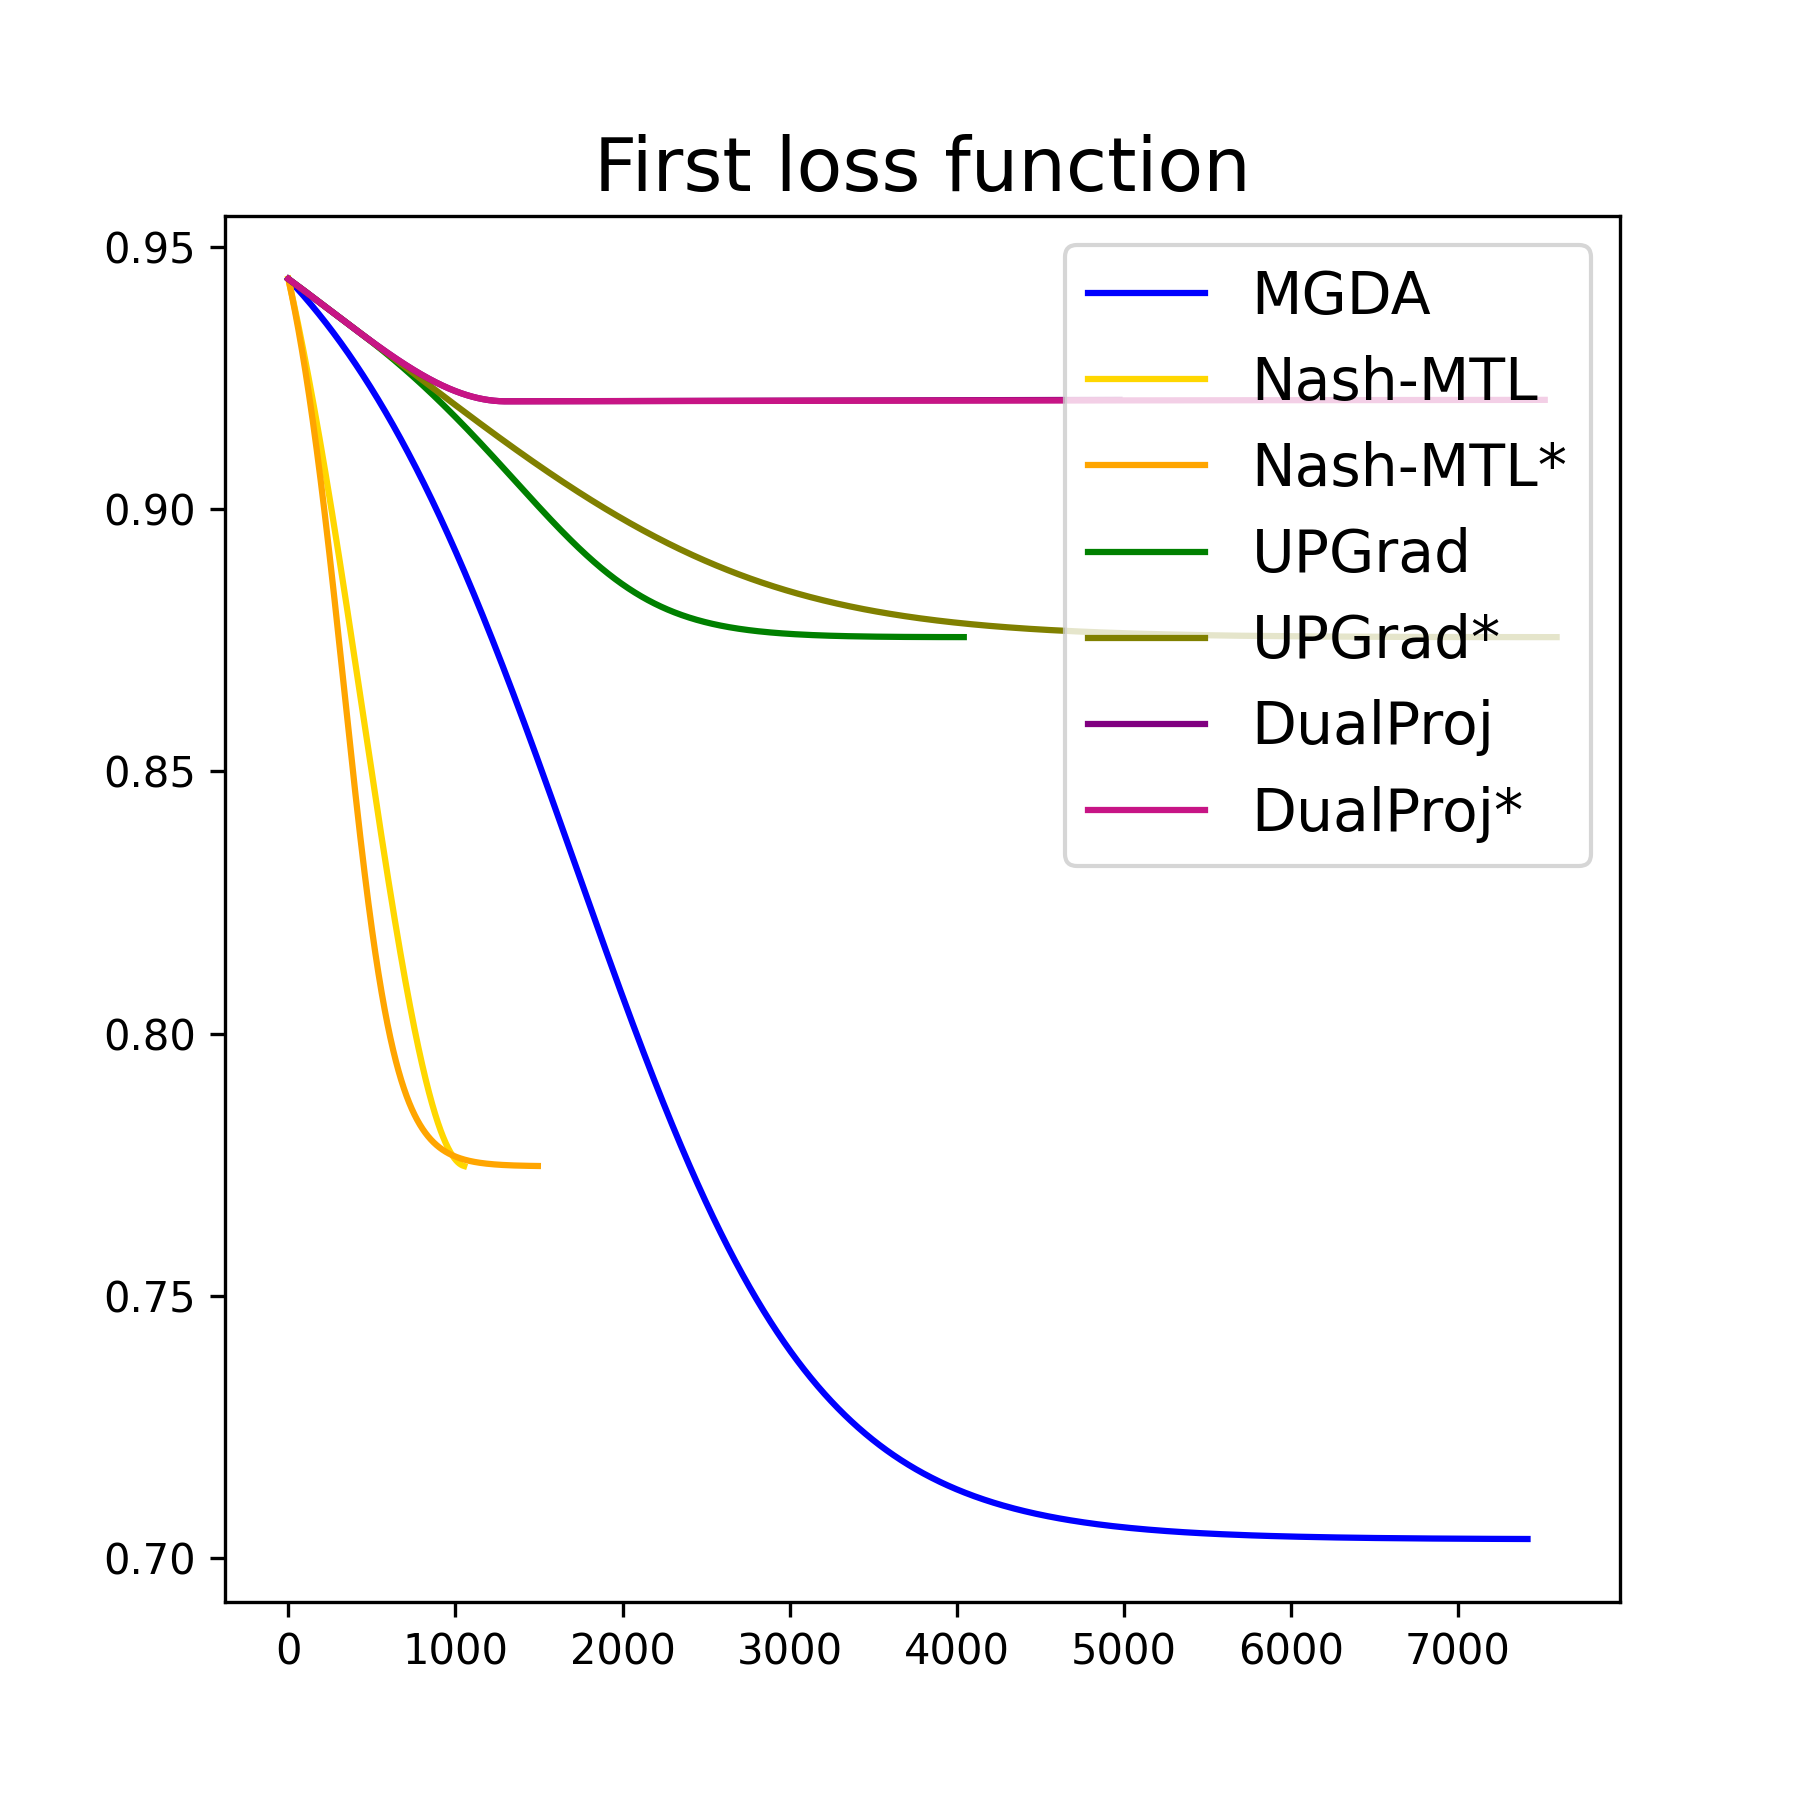 First loss function
0.95
0.90
0.85
0.80
0.75
0.70
MGDA
Nash-MTL
Nash-MTL*
UPGrad
UPGrad*
DualProj
DualProj*
0 1000 2000 3000 4000 5000 6000 7000